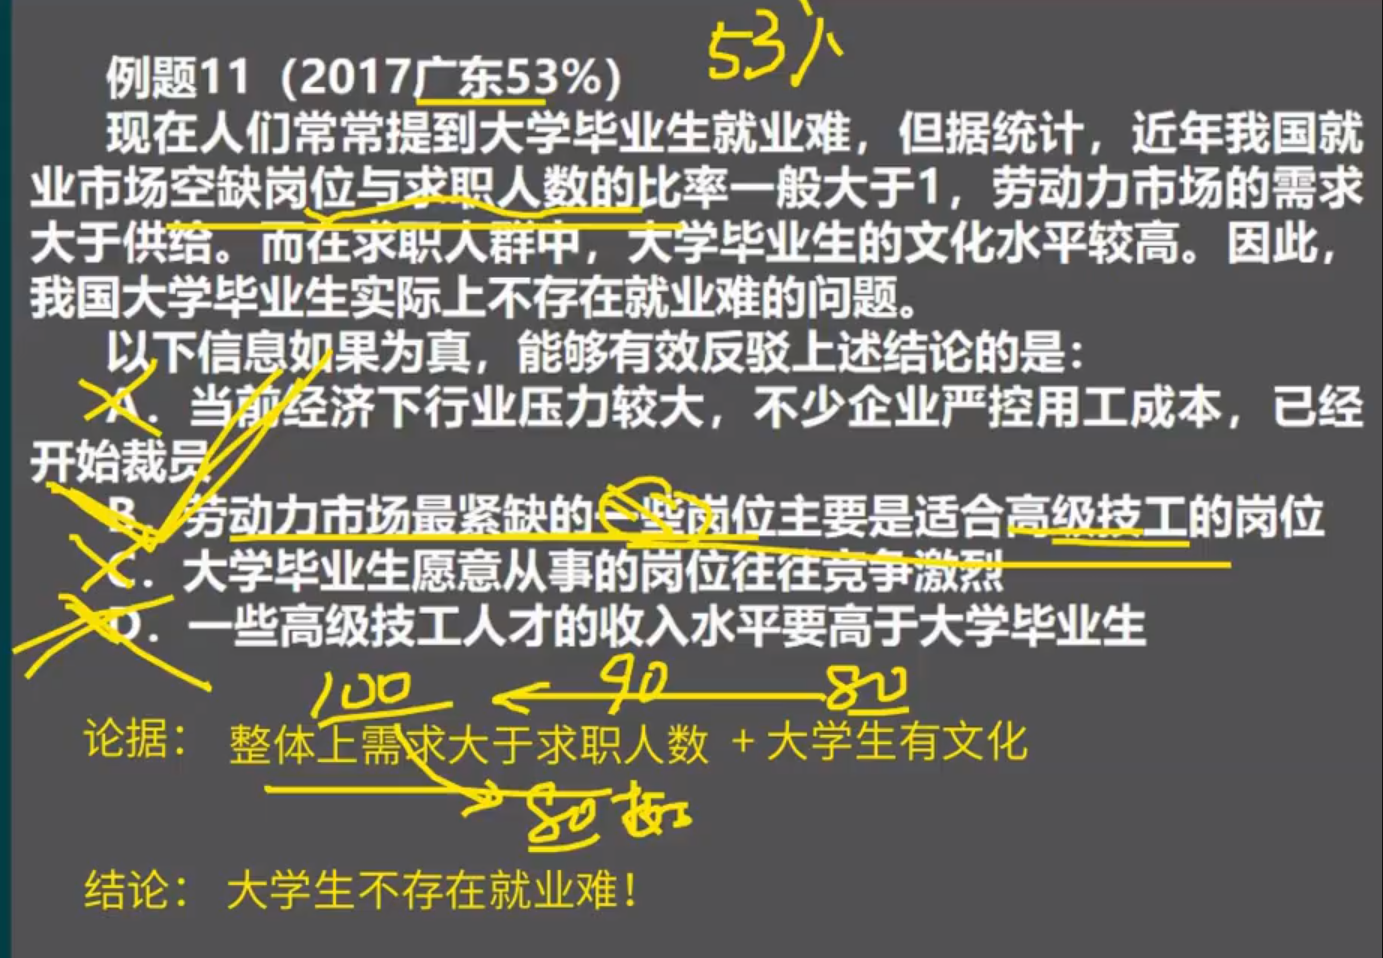 53%
例题11（2017广东53%）
现在人们常常提到大学毕业生就业难，但据统计，近年我国就
业市场空缺岗位与求职人数的比率一般大于1，劳动力市场的需求
大于供给。而在求职人群中，大学毕业生的文化水平较高。因此，
我国大学毕业生实际上不存在就业难的问题。
以下信息如果为真，能够有效反驳上述结论的是：
A．当前经济下行业压力较大，不少企业严控用工成本，已经
开始裁员
B．劳动力市场最紧缺的一些岗位主要是适合高级技工的岗位
C．大学毕业生愿意从事的岗位往往竞争激烈
D．一些高级技工人才的收入水平要高于大学毕业生
100 90 80
论据： 整体上需求大于求职人数 + 大学生有文化
80 技工
结论： 大学生不存在就业难！